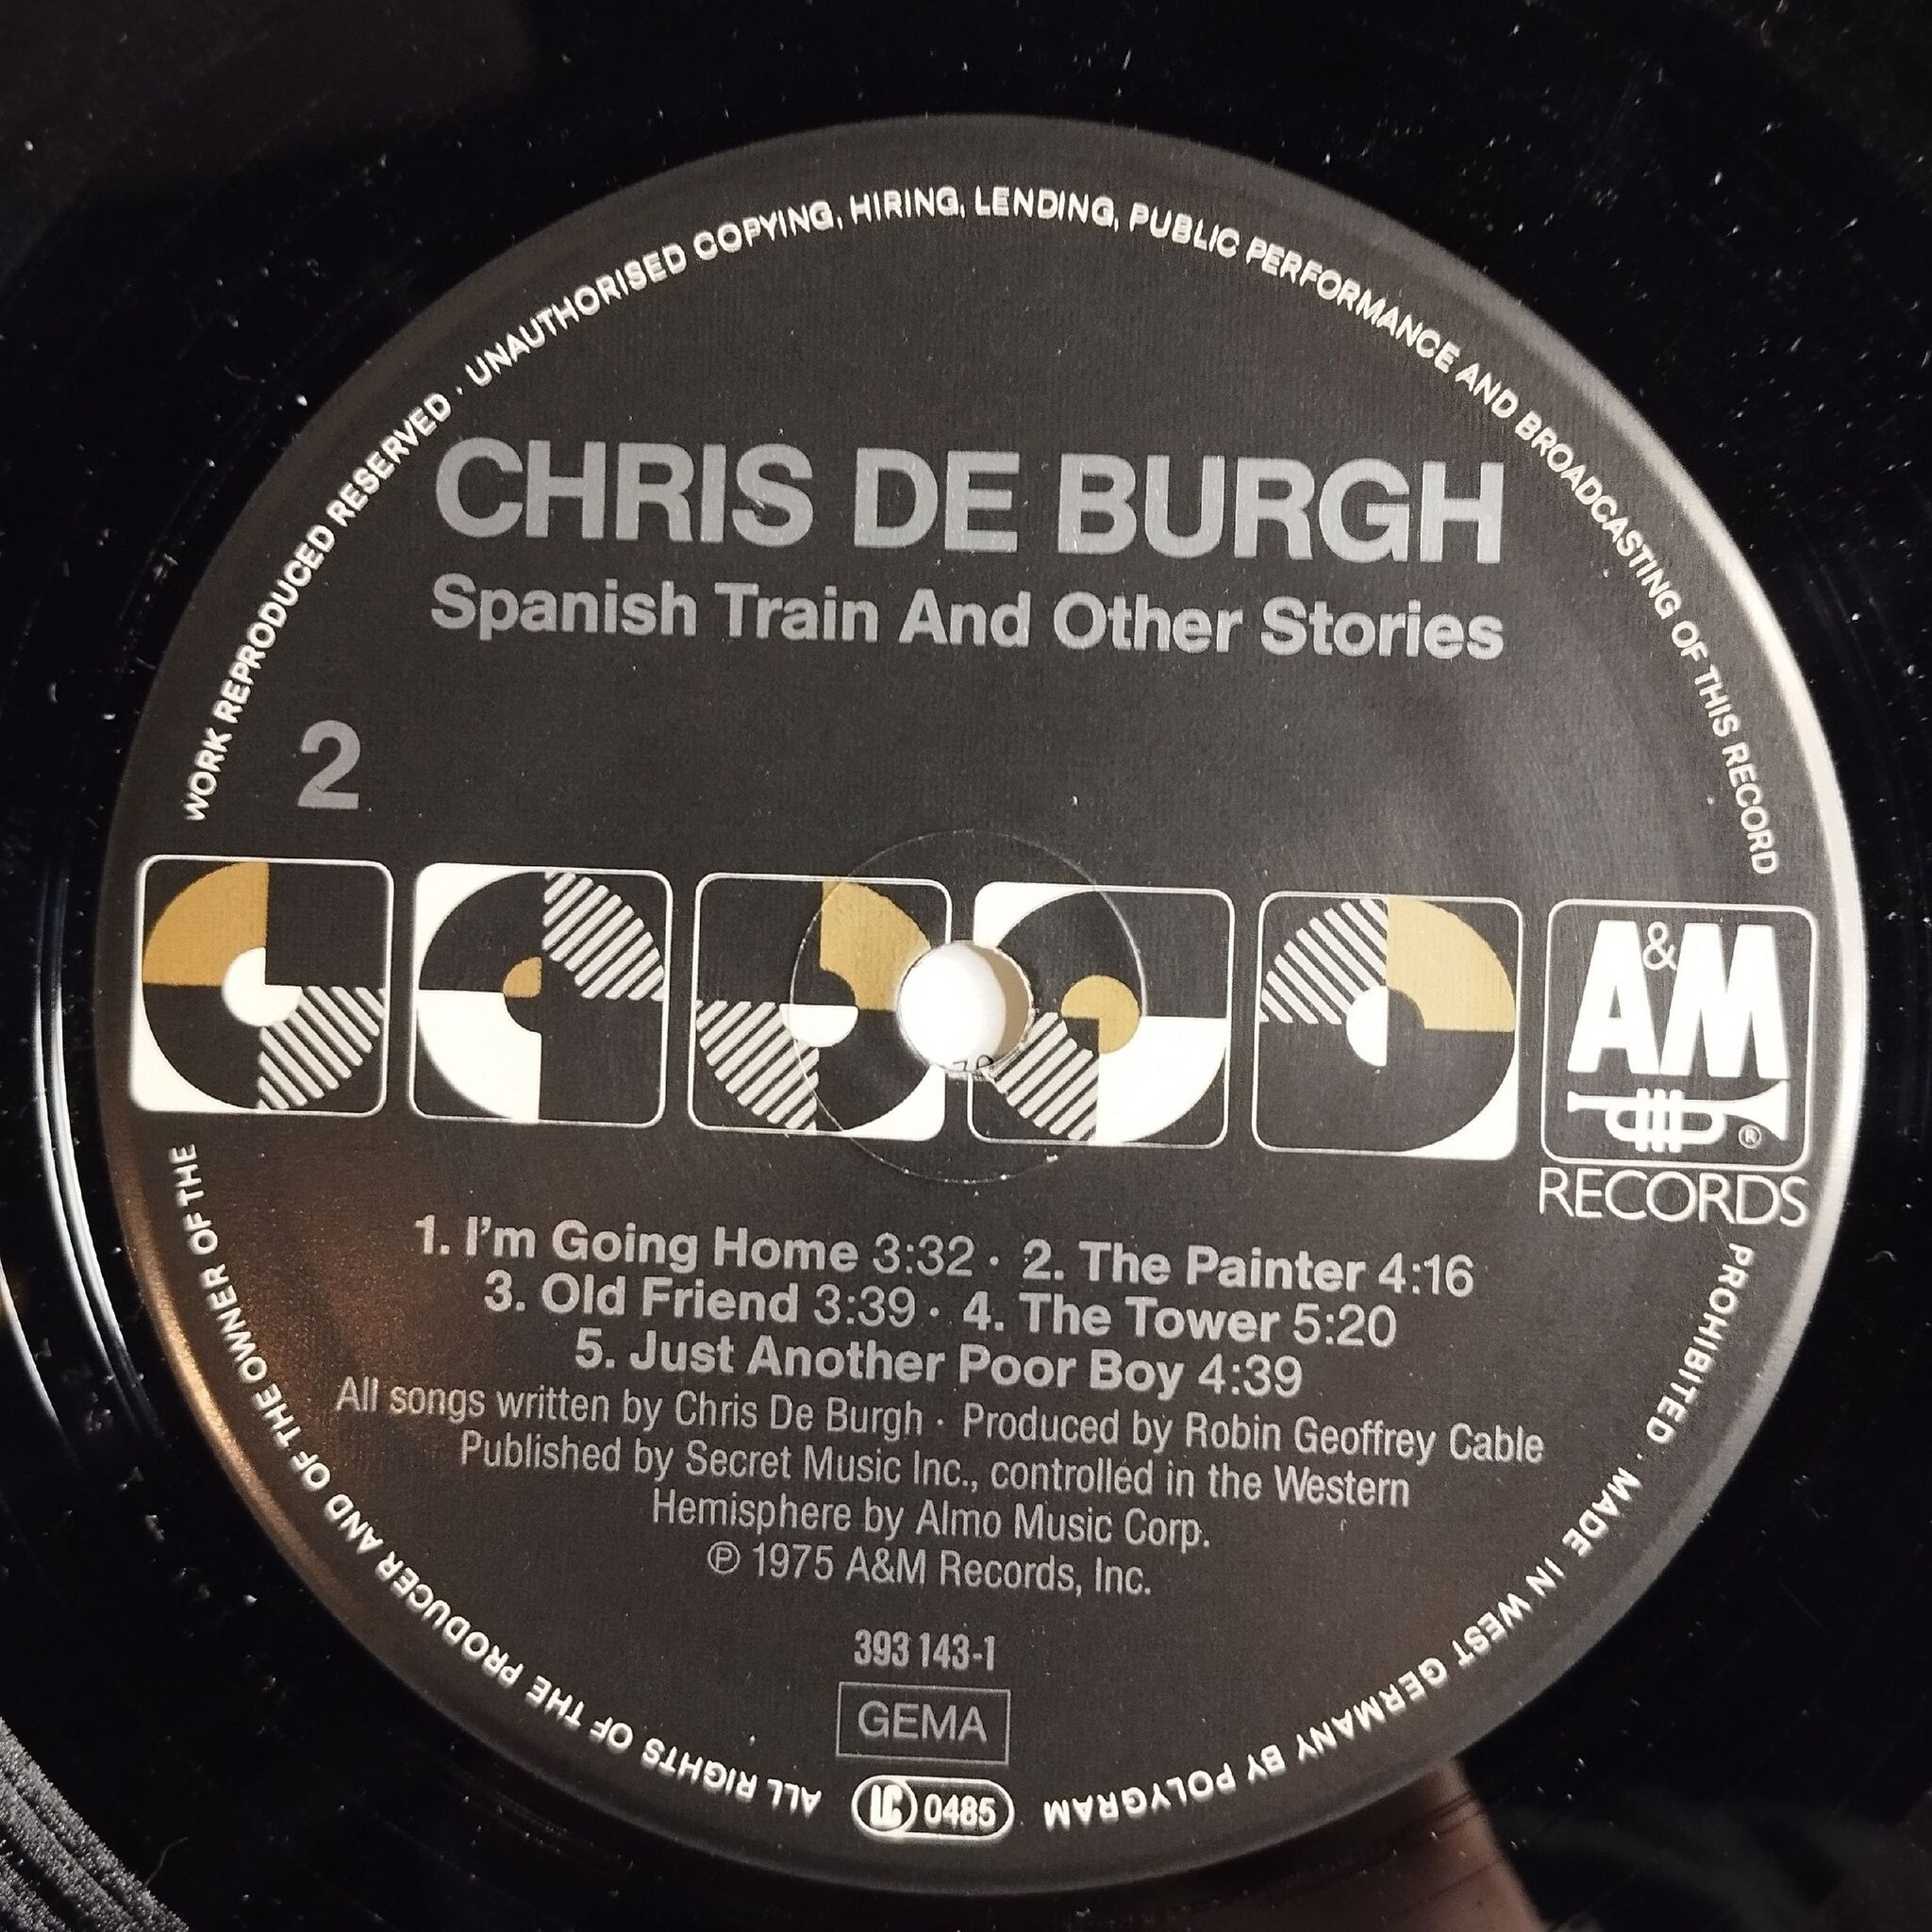 WORK REPRODUCED RESERVED · UNAUTHORISED COPYING, HIRING, LENDING, PUBLIC PERFORMANCE AND BROADCASTING OF THIS RECORD
CHRIS DE BURGH
Spanish Train And Other Stories
2
A&M
®
RECORDS
1. I'm Going Home 3:32 · 2. The Painter 4:16
3. Old Friend 3:39 · 4. The Tower 5:20
5. Just Another Poor Boy 4:39
All songs written by Chris De Burgh · Produced by Robin Geoffrey Cable
Published by Secret Music Inc., controlled in the Western
Hemisphere by Almo Music Corp.
℗ 1975 A&M Records, Inc.
393 143-1
GEMA
LC 0485
ALL RIGHTS OF THE PRODUCER AND OF THE OWNER OF THE
PROHIBITED · MADE IN WEST GERMANY BY POLYGRAM